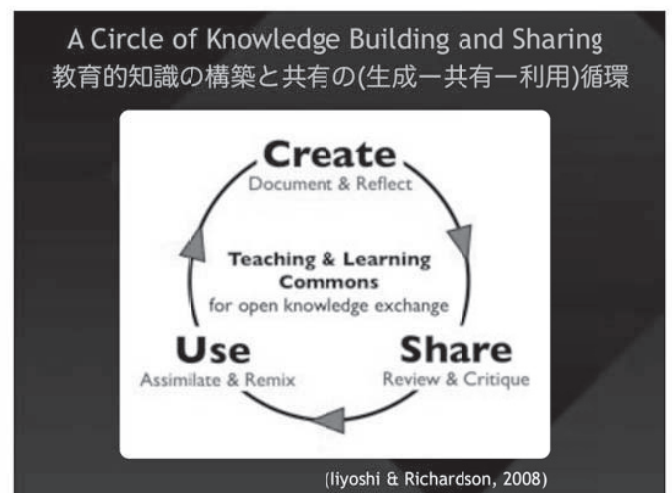 A Circle of Knowledge Building and Sharing
教育的知識の構築と共有の(生成ー共有ー利用)循環
Create
Document & Reflect
Teaching & Learning
Commons
for open knowledge exchange
Use
Assimilate & Remix
Share
Review & Critique
(Iiyoshi & Richardson, 2008)